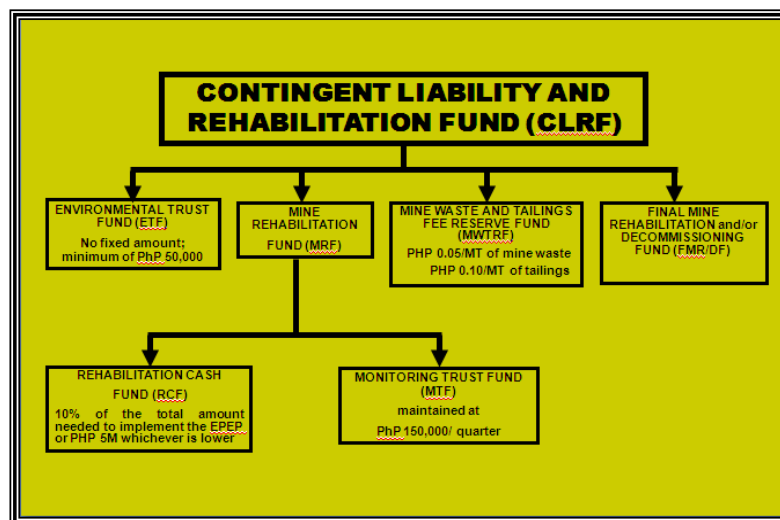 CONTINGENT LIABILITY AND
REHABILITATION FUND (CLRF)
ENVIRONMENTAL TRUST
FUND (ETF)
No fixed amount;
minimum of PhP 50,000
MINE
REHABILITATION
FUND (MRF)
MINE WASTE AND TAILINGS
FEE RESERVE FUND
(MWTRF)
PHP 0.05/MT of mine waste
PHP 0.10/MT of tailings
FINAL MINE
REHABILITATION and/or
DECOMMISSIONING
FUND (FMR/DF)
REHABILITATION CASH
FUND (RCF)
10% of the total amount
needed to implement the EPEP
or PHP 5M whichever is lower
MONITORING TRUST FUND
(MTF)
maintained at
PhP 150,000/ quarter